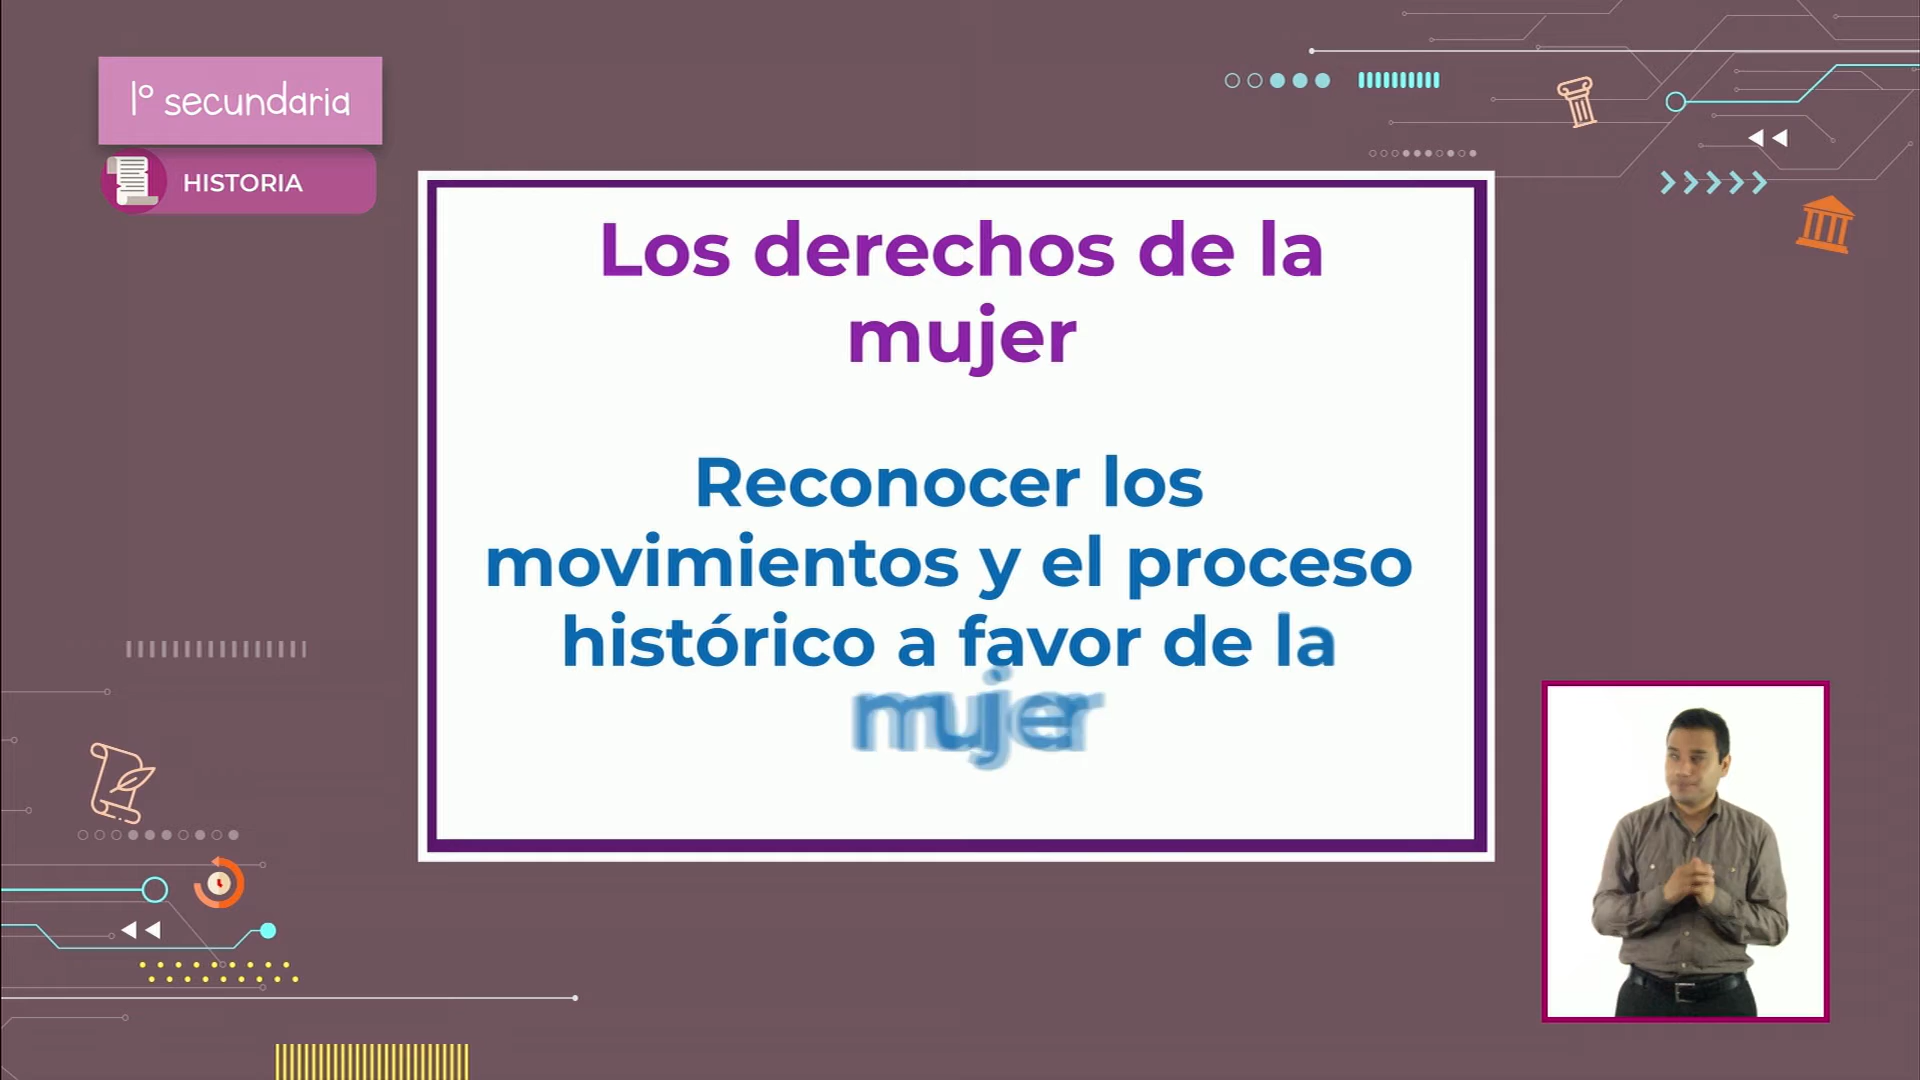 1° secundaria
HISTORIA
Los derechos de la
mujer
Reconocer los
movimientos y el proceso
histórico a favor de la
mujer